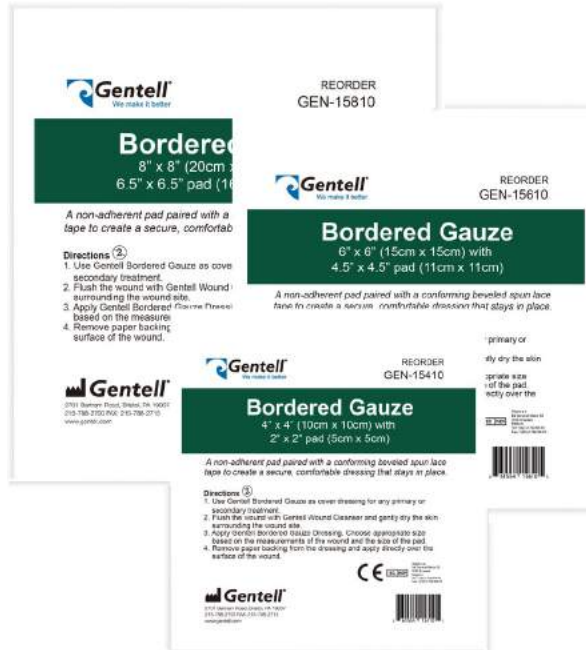 Gentell
We make it better
REORDER
GEN-15810
Bordered
8" x 8" (20cm
6.5" x 6.5" pad (16
A non-adherent pad paired with a
tape to create a secure, comfortab
Directions ②
1. Use Gentell Bordered Gauze as cove
secondary treatment.
2. Flush the wound with Gentell Wound
surrounding the wound site.
3. Apply Gentell Bordered Gauze Dressi
based on the measure
4. Remove paper backing
surface of the wound.
Gentell
www.gentell.com
Gentell
We make it better
REORDER
GEN-15610
Bordered Gauze
6" x 6" (15cm x 15cm) with
4.5" x 4.5" pad (11cm x 11cm)
A non-adherent pad paired with a conforming beveled spun lace
tape to create a secure, comfortable dressing that stays in place.
primary or
tly dry the skin
opriate size
of the pad.
ectly over the
Gentell
We make it better
REORDER
GEN-15410
Bordered Gauze
4" x 4" (10cm x 10cm) with
2" x 2" pad (5cm x 5cm)
A non-adherent pad paired with a conforming beveled spun lace
tape to create a secure, comfortable dressing that stays in place.
Directions ②
1. Use Gentell Bordered Gauze as cover dressing for any primary or
secondary treatment.
2. Flush the wound with Gentell Wound Cleanser and gently dry the skin
surrounding the wound site.
3. Apply Gentell Bordered Gauze Dressing. Choose appropriate size
based on the measurements of the wound and the size of the pad.
4. Remove paper backing from the dressing and apply directly over the
surface of the wound.
CE
Gentell
www.gentell.com